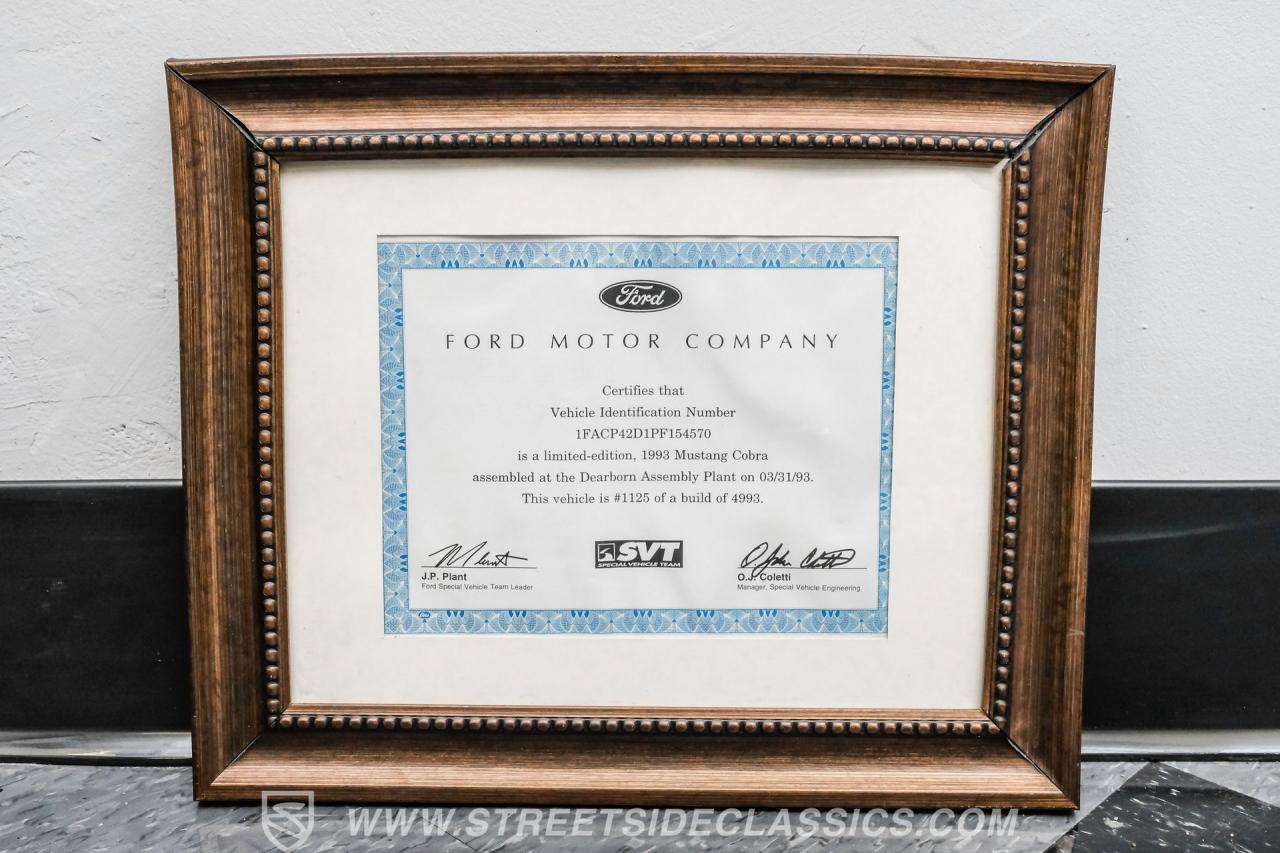 Ford
FORD MOTOR COMPANY
Certifies that
Vehicle Identification Number
1FACP42D1PF154570
is a limited-edition, 1993 Mustang Cobra
assembled at the Dearborn Assembly Plant on 03/31/93.
This vehicle is #1125 of a build of 4993.
SVT
SPECIAL VEHICLE TEAM
J.P. Plant
Ford Special Vehicle Team Leader
O.J. Coletti
Manager, Special Vehicle Engineering
WWW.STREETSIDECLASSICS.COM